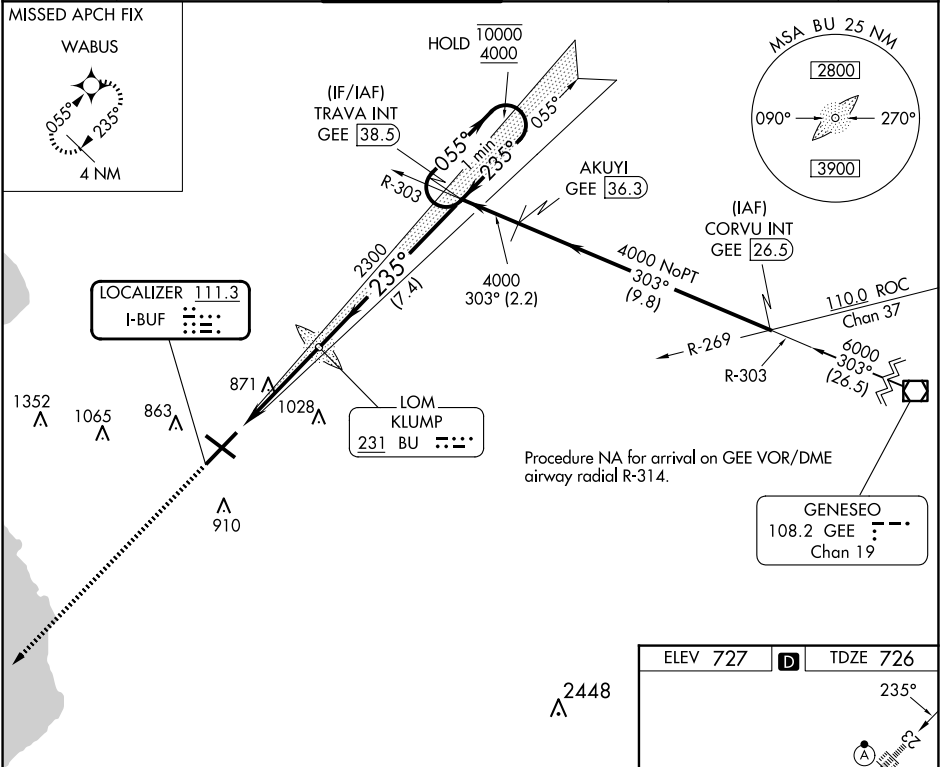 MISSED APCH FIX
WABUS
055°
235°
4 NM
HOLD
10000
4000
(IF/IAF)
TRAVA INT
GEE 38.5
055°
1 min
235°
055°
R-303
MSA BU 25 NM
2800
090°
270°
3900
AKUYI
GEE 36.3
(IAF)
CORVU INT
GEE 26.5
2300
235°
(7.4)
4000
303° (2.2)
4000 NoPT
303°
(9.8)
110.0 ROC
Chan 37
R-269
R-303
6000
303°
(26.5)
LOCALIZER 111.3
I-BUF
871
1028
1352
1065
863
910
LOM
KLUMP
231 BU
Procedure NA for arrival on GEE VOR/DME
airway radial R-314.
GENESEO
108.2 GEE
Chan 19
2448
ELEV 727
D
TDZE 726
235°
23
A